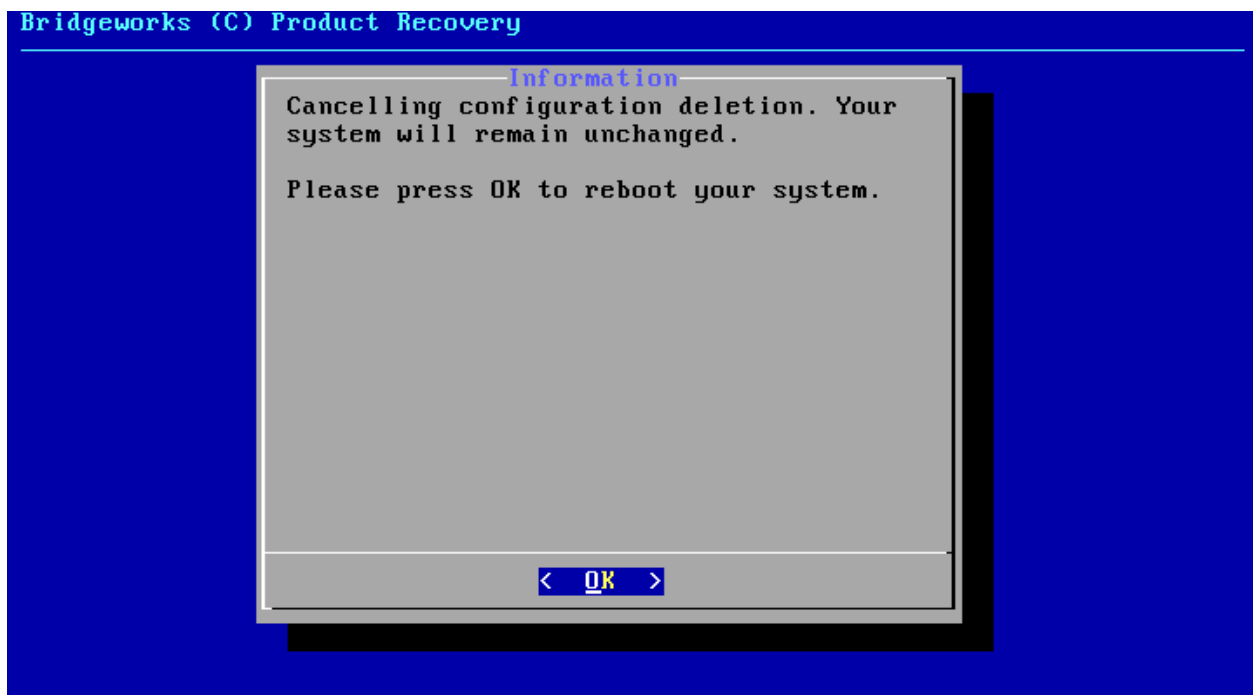 Bridgeworks (C) Product Recovery
Information
Cancelling configuration deletion. Your
system will remain unchanged.
Please press OK to reboot your system.
< OK >